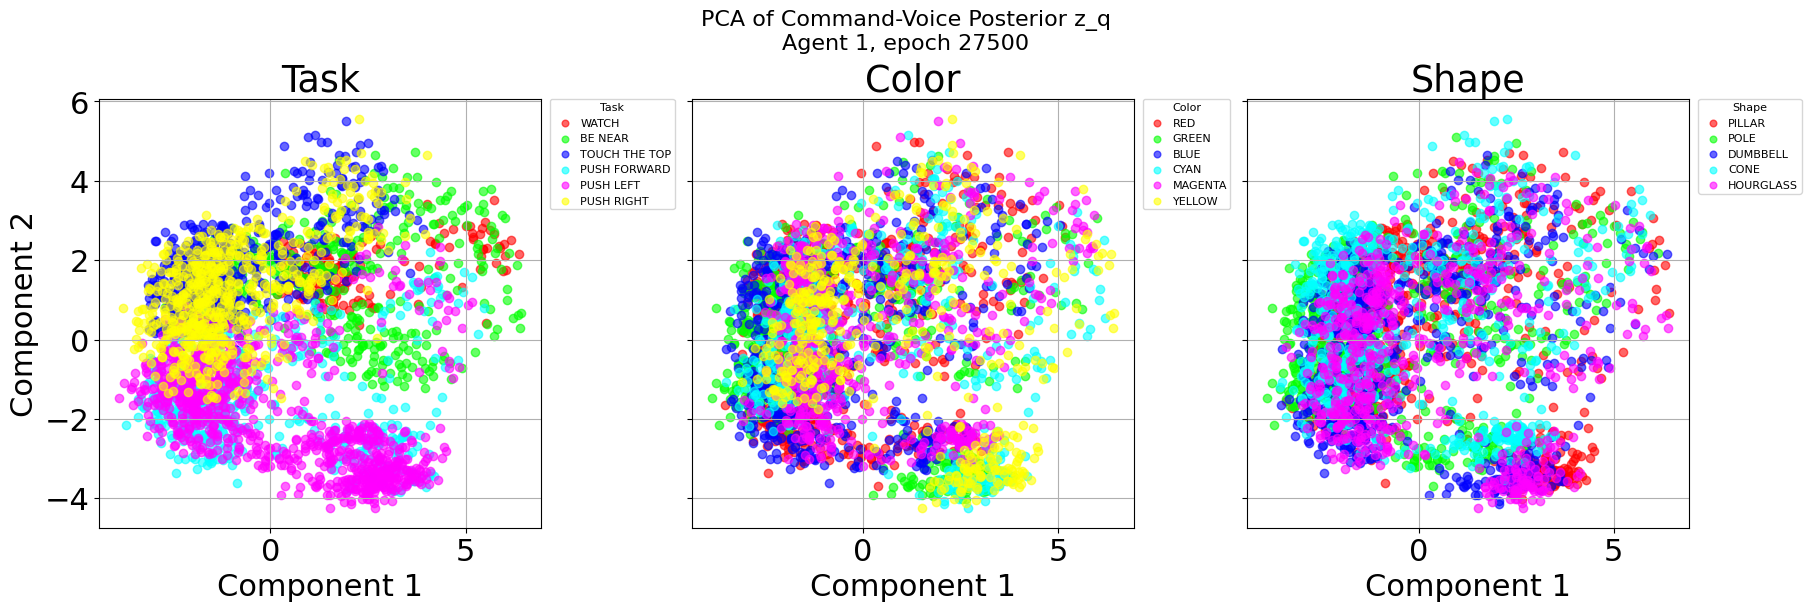 PCA of Command-Voice Posterior z_q
Agent 1, epoch 27500
Task
Color
Shape
6
4
2
0
−2
−4
Component 2
0
5
Component 1
Task
WATCH
BE NEAR
TOUCH THE TOP
PUSH FORWARD
PUSH LEFT
PUSH RIGHT
0
5
Component 1
Color
RED
GREEN
BLUE
CYAN
MAGENTA
YELLOW
0
5
Component 1
Shape
PILLAR
POLE
DUMBBELL
CONE
HOURGLASS